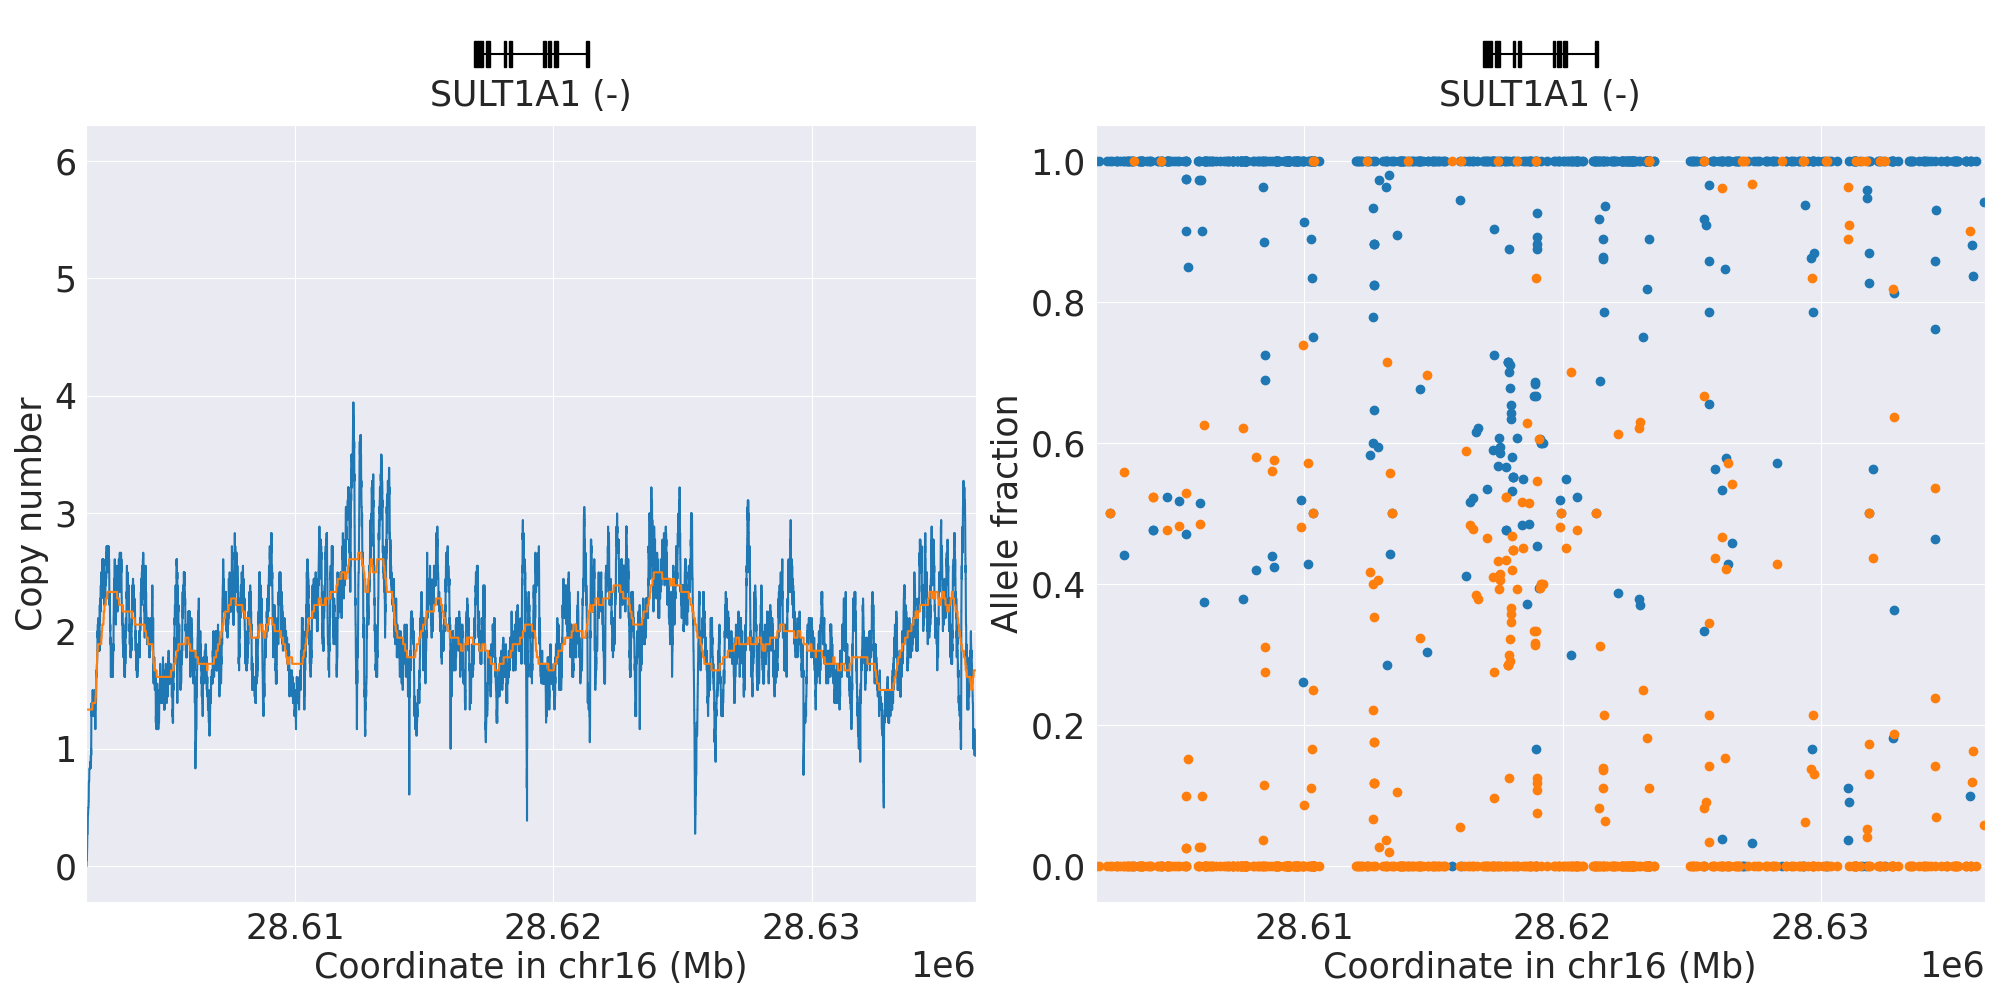 SULT1A1 (-)
Copy number
6
5
4
3
2
1
0
28.61
28.62
28.63
Coordinate in chr16 (Mb)
1e6
SULT1A1 (-)
Allele fraction
1.0
0.8
0.6
0.4
0.2
0.0
28.61
28.62
28.63
Coordinate in chr16 (Mb)
1e6